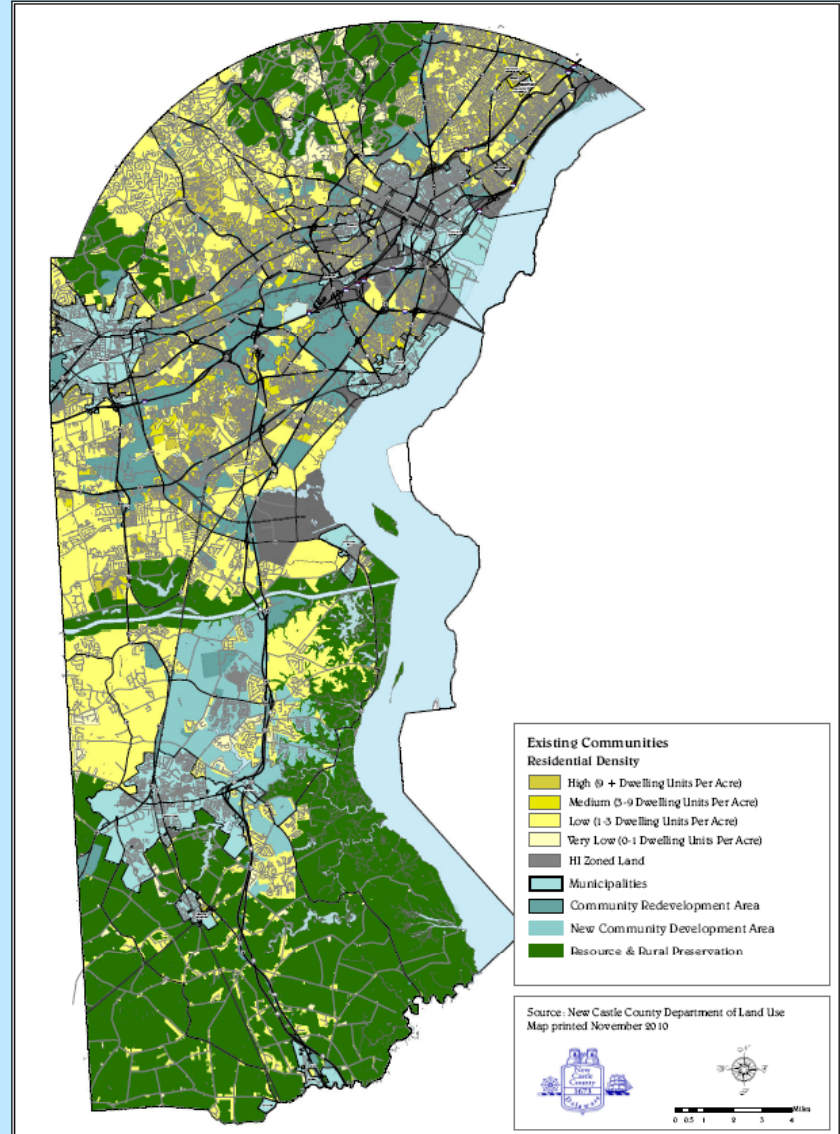 Existing Communities
Residential Density
High (9 + Dwelling Units Per Acre)
Medium (3-9 Dwelling Units Per Acre)
Low (1-3 Dwelling Units Per Acre)
Very Low (0-1 Dwelling Units Per Acre)
HI Zoned Land
Municipalities
Community Redevelopment Area
New Community Development Area
Resource & Rural Preservation
Source: New Castle County Department of Land Use
Map printed November 2010
New
Castle
County
1673
Delaware
Miles
0 0.5 1 2 3 4